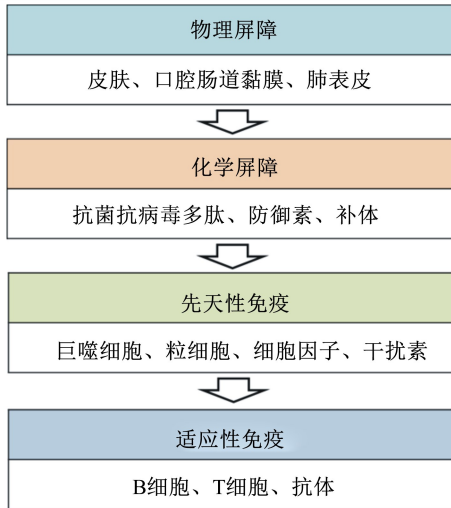 物理屏障
皮肤、口腔肠道黏膜、肺表皮
化学屏障
抗菌抗病毒多肽、防御素、补体
先天性免疫
巨噬细胞、粒细胞、细胞因子、干扰素
适应性免疫
B细胞、T细胞、抗体